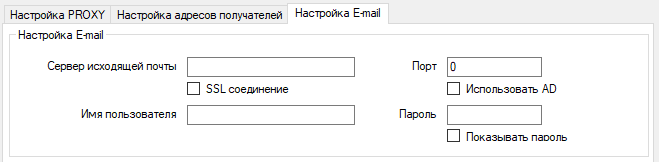 Настройка PROXY Настройка адресов получателей Настройка E-mail
Настройка E-mail
Сервер исходящей почты Порт 0
SSL соединение Использовать AD
Имя пользователя Пароль
Показывать пароль